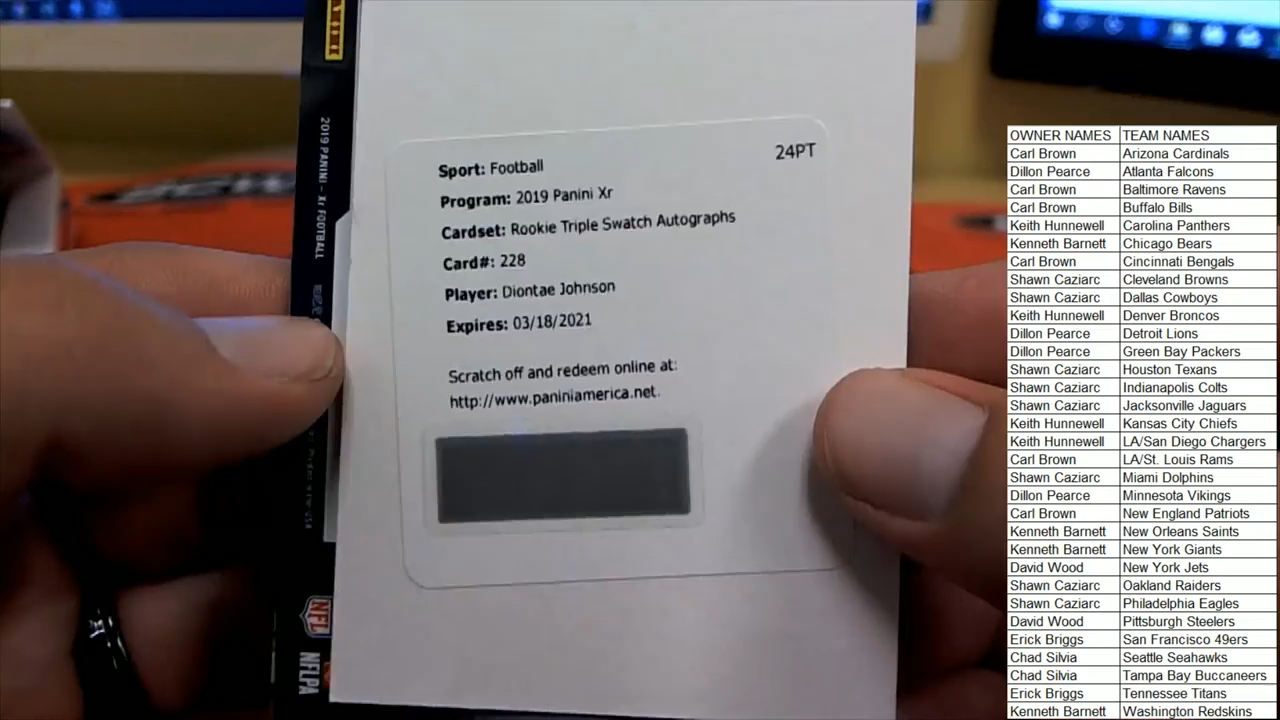 2019 PANINI - Xr FOOTBALL
NFL
NFLPA
24PT
Sport: Football
Program: 2019 Panini Xr
Cardset: Rookie Triple Swatch Autographs
Card#: 228
Player: Diontae Johnson
Expires: 03/18/2021
Scratch off and redeem online at:
http://www.paniniamerica.net.
OWNER NAMES TEAM NAMES
Carl Brown Arizona Cardinals
Dillon Pearce Atlanta Falcons
Carl Brown Baltimore Ravens
Carl Brown Buffalo Bills
Keith Hunnewell Carolina Panthers
Kenneth Barnett Chicago Bears
Carl Brown Cincinnati Bengals
Shawn Caziarc Cleveland Browns
Shawn Caziarc Dallas Cowboys
Keith Hunnewell Denver Broncos
Dillon Pearce Detroit Lions
Dillon Pearce Green Bay Packers
Shawn Caziarc Houston Texans
Shawn Caziarc Indianapolis Colts
Shawn Caziarc Jacksonville Jaguars
Keith Hunnewell Kansas City Chiefs
Keith Hunnewell LA/San Diego Chargers
Carl Brown LA/St. Louis Rams
Shawn Caziarc Miami Dolphins
Dillon Pearce Minnesota Vikings
Carl Brown New England Patriots
Kenneth Barnett New Orleans Saints
Kenneth Barnett New York Giants
David Wood New York Jets
Shawn Caziarc Oakland Raiders
Shawn Caziarc Philadelphia Eagles
David Wood Pittsburgh Steelers
Erick Briggs San Francisco 49ers
Chad Silvia Seattle Seahawks
Chad Silvia Tampa Bay Buccaneers
Erick Briggs Tennessee Titans
Kenneth Barnett Washington Redskins